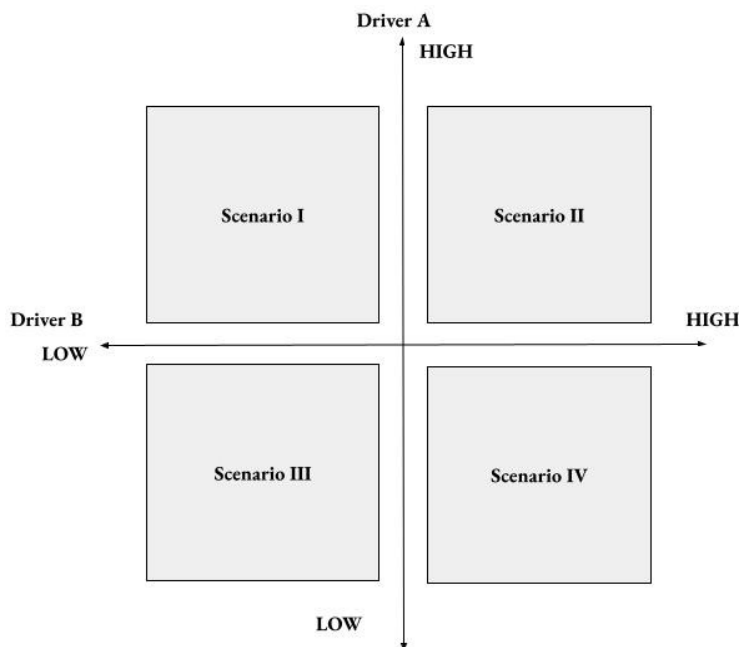 Driver A
HIGH
Scenario I
Scenario II
Driver B
HIGH
LOW
Scenario III
Scenario IV
LOW